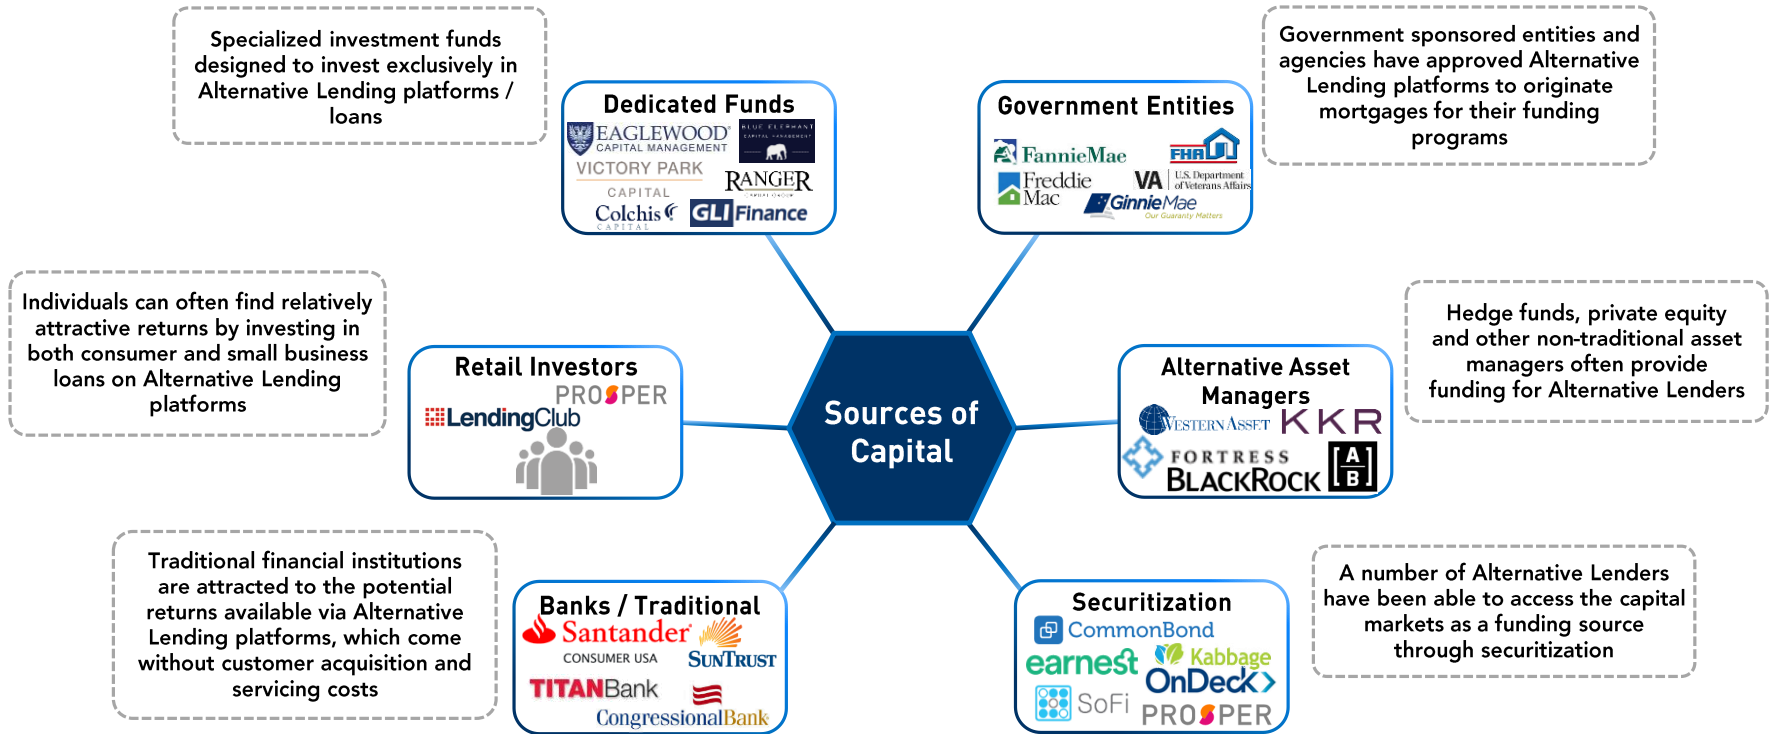 Specialized investment funds
designed to invest exclusively in
Alternative Lending platforms /
loans
Dedicated Funds
EAGLEWOOD®
CAPITAL MANAGEMENT
BLUE ELEPHANT
CAPITAL MANAGEMENT
VICTORY PARK
CAPITAL
RANGER
Colchis
CAPITAL
GLI Finance
Government Entities
FannieMae
FHA
Freddie
Mac
VA
U.S. Department
of Veterans Affairs
GinnieMae
Our Guaranty Matters
Government sponsored entities and
agencies have approved Alternative
Lending platforms to originate
mortgages for their funding
programs
Individuals can often find relatively
attractive returns by investing in
both consumer and small business
loans on Alternative Lending
platforms
Retail Investors
PROSPER
LendingClub
Sources of
Capital
Alternative Asset
Managers
WESTERN ASSET
KKR
FORTRESS
BLACKROCK
[A
B]
Hedge funds, private equity
and other non-traditional asset
managers often provide
funding for Alternative Lenders
Traditional financial institutions
are attracted to the potential
returns available via Alternative
Lending platforms, which come
without customer acquisition and
servicing costs
Banks / Traditional
Santander®
CONSUMER USA
SUNTRUST
TITANBank
CongressionalBank
Securitization
CommonBond
earnest
Kabbage
OnDeck
SoFi
PROSPER
A number of Alternative Lenders
have been able to access the capital
markets as a funding source
through securitization